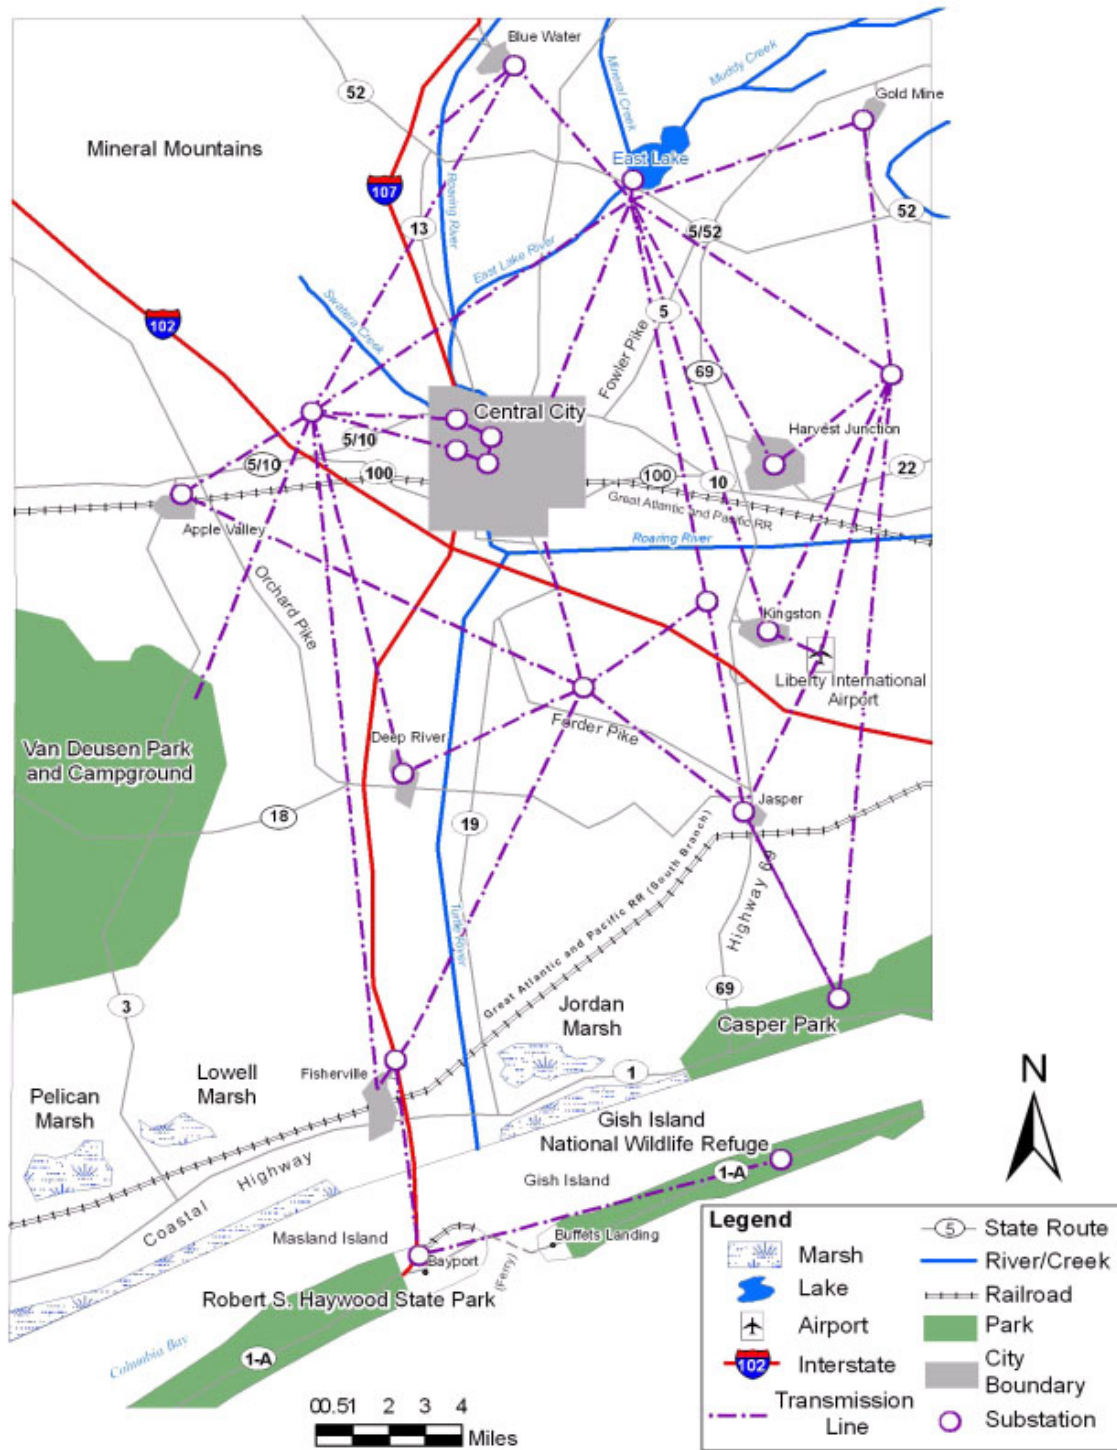 Blue Water
52
Mineral Creek
Muddy Creek
Gold Mine
Mineral Mountains
East Lake
107
Roaring River
13
52
5/52
East Lake River
Swatera Creek
102
5
Fowler Pike
69
Central City
Harvest Junction
5/10
5/10
100
100
10
22
Great Atlantic and Pacific RR
Apple Valley
Roaring River
Orchard Pike
Kingston
Liberty International
Airport
Van Deusen Park
and Campground
Deep River
Forder Pike
18
19
Jasper
Great Atlantic and Pacific RR (South Branch)
Highway 69
Turtle River
3
69
Jordan
Marsh
Casper Park
Lowell
Marsh
Fisherville
1
Pelican
Marsh
Gish Island
National Wildlife Refuge
1-A
Coastal Highway
Gish Island
Masland Island
Buffets Landing
Bayport
(Ferry)
Robert S. Haywood State Park
Columbia Bay
1-A
N
00.51 2 3 4
Miles
Legend
Marsh
Lake
Airport
102
Interstate
Transmission
Line
5
State Route
River/Creek
Railroad
Park
City
Boundary
Substation